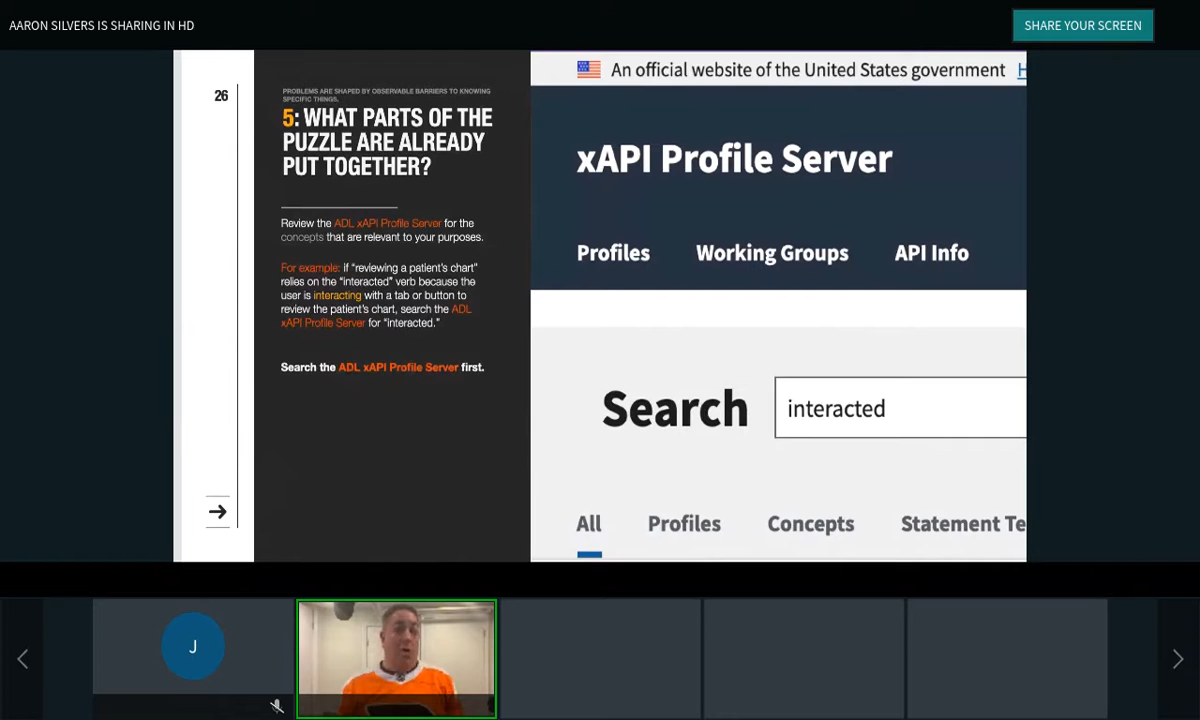 AARON SILVERS IS SHARING IN HD
SHARE YOUR SCREEN
26
PROBLEMS ARE SHAPED BY OBSERVABLE BARRIERS TO KNOWING
SPECIFIC THINGS.
5: WHAT PARTS OF THE
PUZZLE ARE ALREADY
PUT TOGETHER?
Review the ADL xAPI Profile Server for the
concepts that are relevant to your purposes.
For example: if “reviewing a patient's chart”
relies on the “interacted” verb because the
user is interacting with a tab or button to
review the patient's chart, search the ADL
xAPI Profile Server for “interacted.”
Search the ADL xAPI Profile Server first.
An official website of the United States government H
xAPI Profile Server
Profiles Working Groups API Info
Search interacted
All Profiles Concepts Statement Te
J